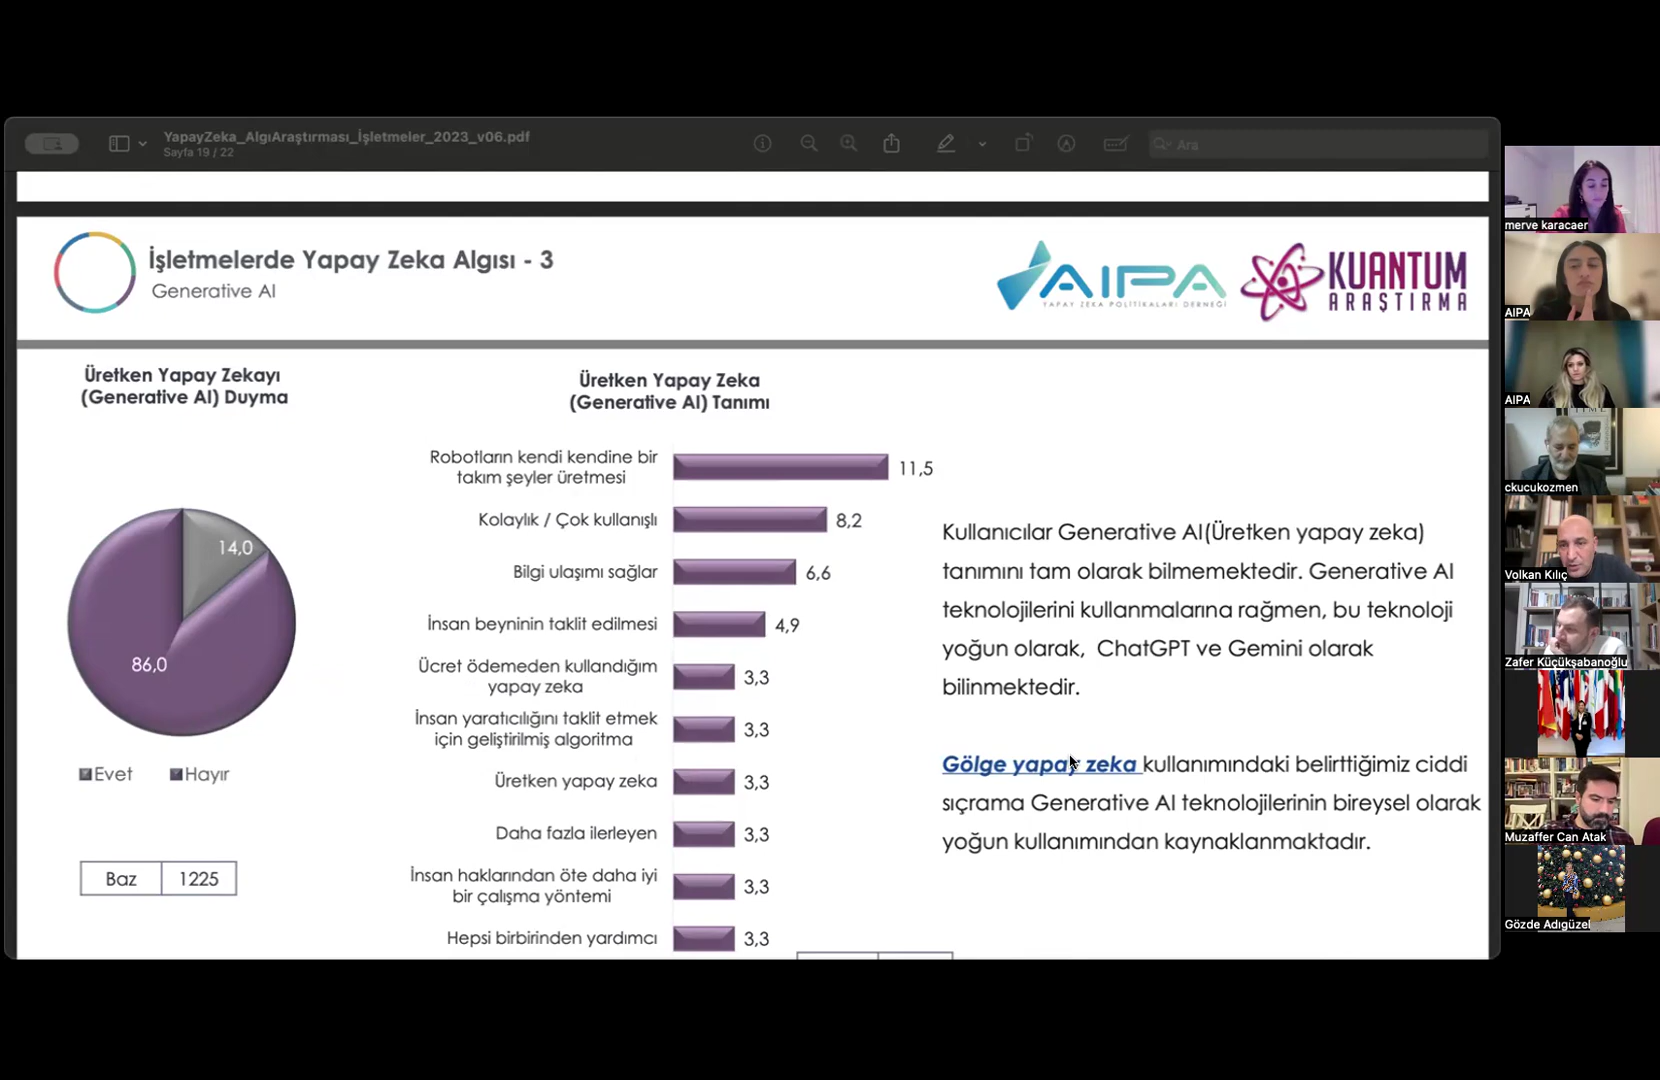 YapayZeka_AlgıAraştırması_İşletmeler_2023_v06.pdf
Sayfa 19 / 22
Ara
İşletmelerde Yapay Zeka Algısı - 3
Generative AI
AIPA
YAPAY ZEKA POLİTİKALARI DERNEĞİ
KUANTUM
ARAŞTIRMA
Üretken Yapay Zekayı
(Generative AI) Duyma
14,0
86,0
Evet
Hayır
Baz
1225
Üretken Yapay Zeka
(Generative AI) Tanımı
Robotların kendi kendine bir
takım şeyler üretmesi
11,5
Kolaylık / Çok kullanışlı
8,2
Bilgi ulaşımı sağlar
6,6
İnsan beyninin taklit edilmesi
4,9
Ücret ödemeden kullandığım
yapay zeka
3,3
İnsan yaratıcılığını taklit etmek
için geliştirilmiş algoritma
3,3
Üretken yapay zeka
3,3
Daha fazla ilerleyen
3,3
İnsan haklarından öte daha iyi
bir çalışma yöntemi
3,3
Hepsi birbirinden yardımcı
3,3
Kullanıcılar Generative AI(Üretken yapay zeka)
tanımını tam olarak bilmemektedir. Generative AI
teknolojilerini kullanmalarına rağmen, bu teknoloji
yoğun olarak, ChatGPT ve Gemini olarak
bilinmektedir.
Gölge yapay zeka kullanımındaki belirttiğimiz ciddi
sıçrama Generative AI teknolojilerinin bireysel olarak
yoğun kullanımından kaynaklanmaktadır.
merve karacaer
AIPA
AIPA
TIME
ckucukozmen
Volkan Kılıç
Zafer Küçükşabanoğlu
Muzaffer Can Atak
Gözde Adıgüzel